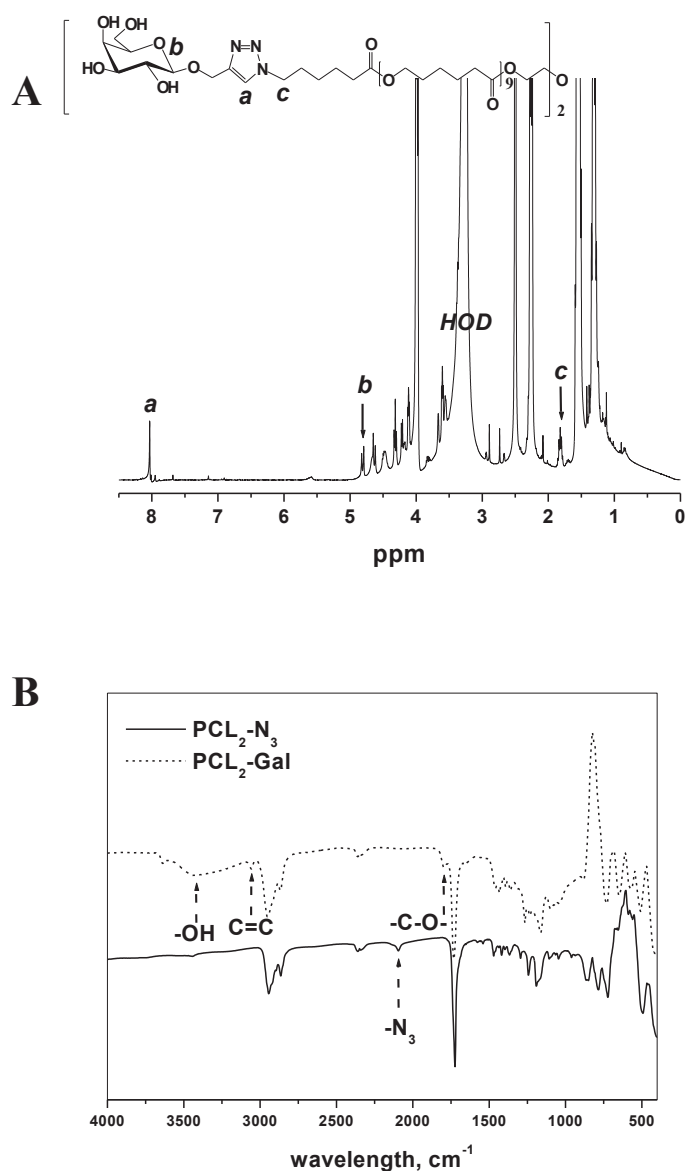 A
OH
OH
HO
OH
O
b
O
N=N
N
a
c
O
O
O
9
O
O
2
HOD
a
b
c
8 7 6 5 4 3 2 1 0
ppm
B
PCL2-N3
PCL2-Gal
-OH
C=C
-C-O-
-N3
4000 3500 3000 2500 2000 1500 1000 500
wavelength, cm-1